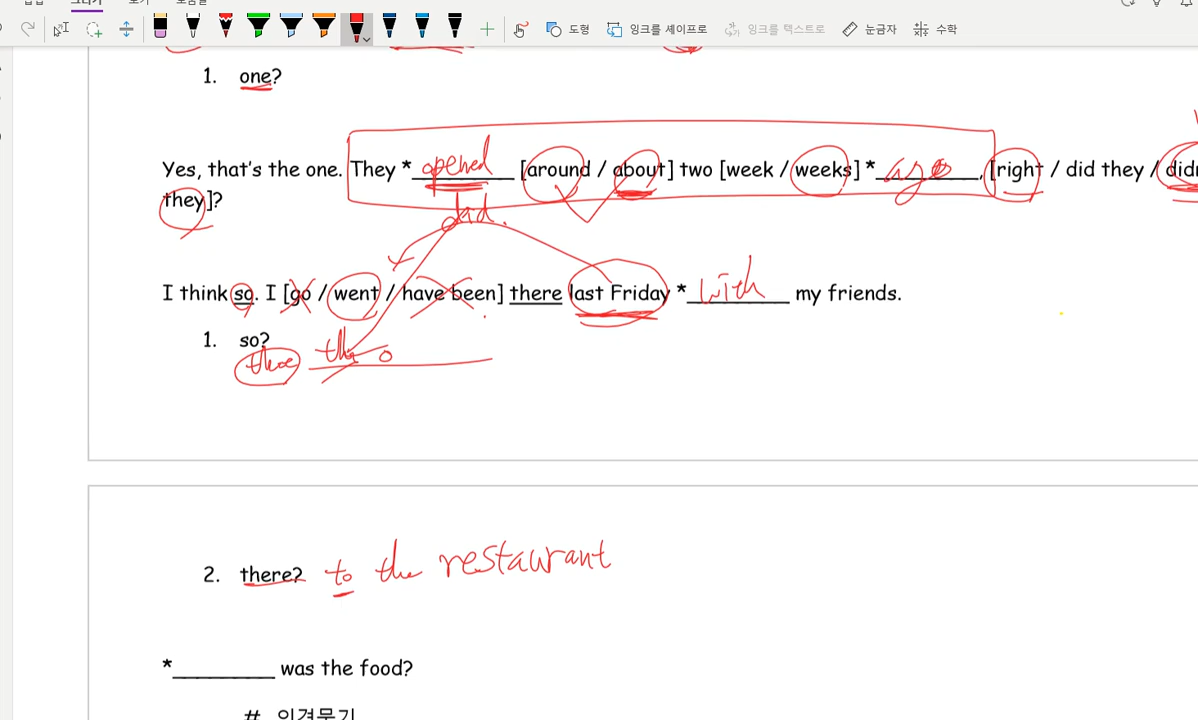 도형 잉크를 셰이프로 잉크를 텍스트로 눈금자 수학
1. one?
Yes, that's the one. They * opened [around / about] two [week / weeks] * ago, [right / did they /
they]?
did.
I think so. I [go / went / have been] there last Friday * with my friends.
1. so?
that
2. there? to the restaurant
*_________ was the food?